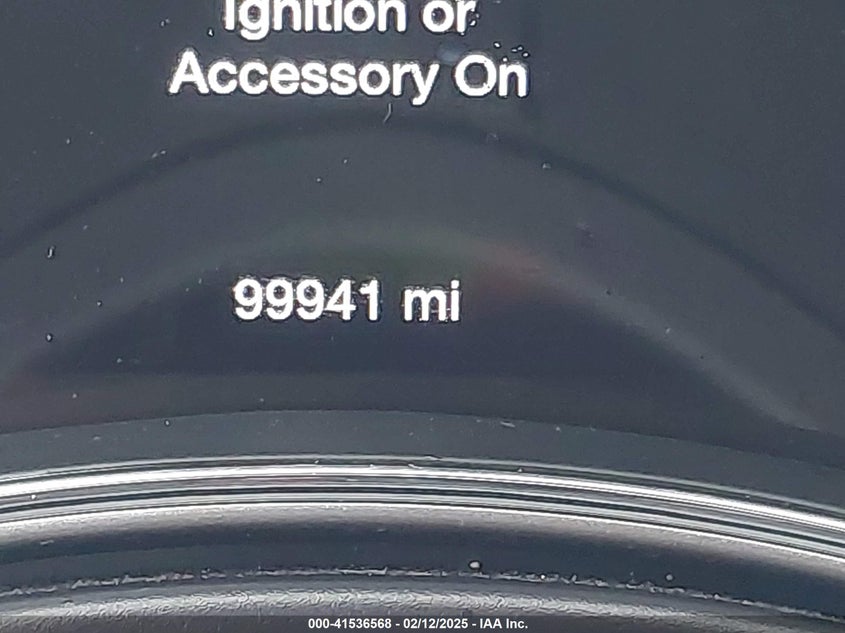 Ignition or
Accessory On
99941 mi
000-41536568 - 02/12/2025 - IAA Inc.